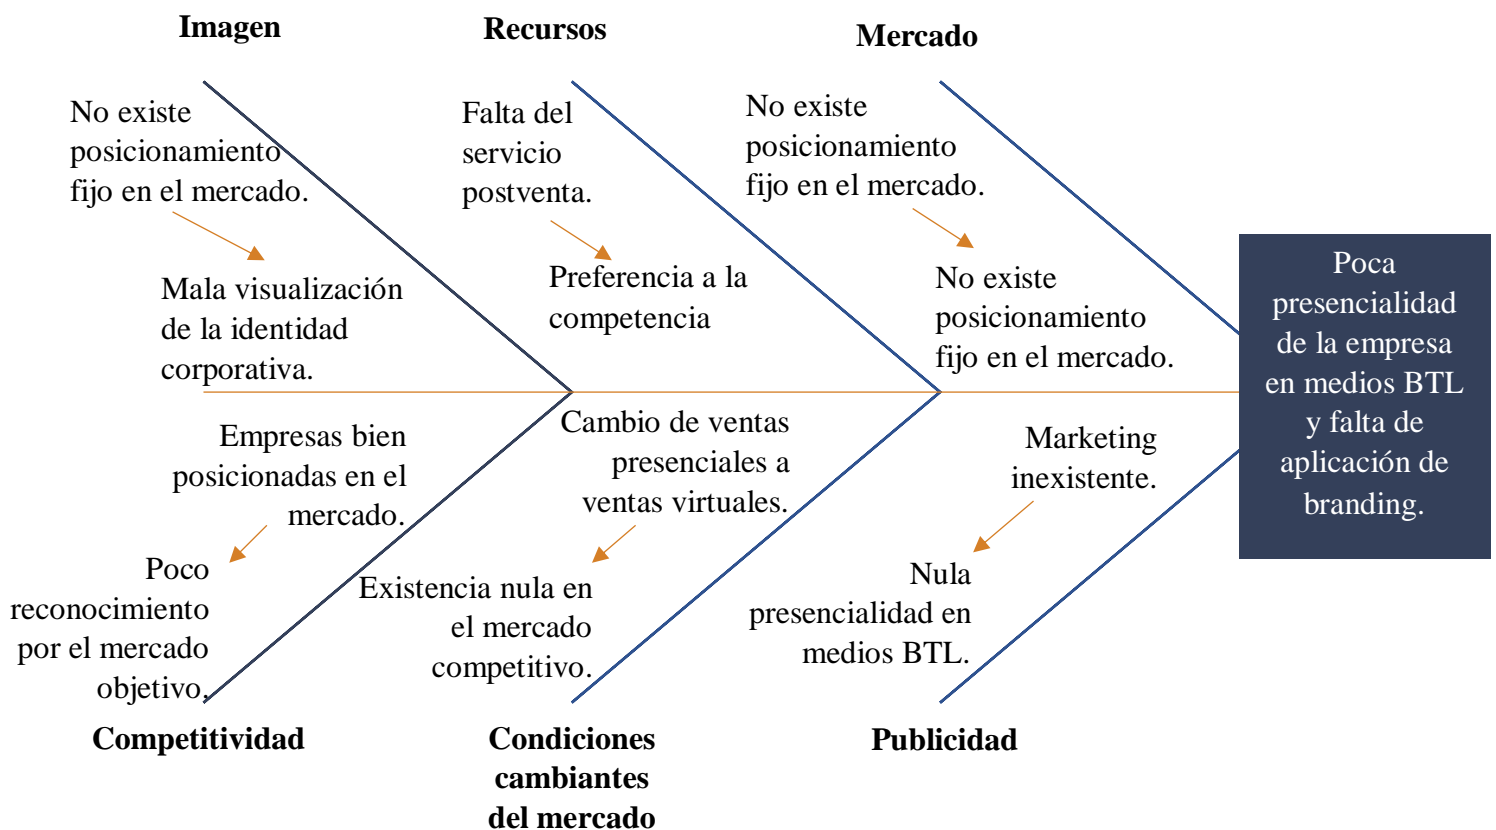 Imagen
Recursos
Mercado
No existe
posicionamiento
fijo en el mercado.
Mala visualización
de la identidad
corporativa.
Falta del
servicio
postventa.
Preferencia a la
competencia
No existe
posicionamiento
fijo en el mercado.
No existe
posicionamiento
fijo en el mercado.
Poca
presencialidad
de la empresa
en medios BTL
y falta de
aplicación de
branding.
Empresas bien
posicionadas en el
mercado.
Poco
reconocimiento
por el mercado
objetivo.
Cambio de ventas
presenciales a
ventas virtuales.
Existencia nula en
el mercado
competitivo.
Marketing
inexistente.
Nula
presencialidad en
medios BTL.
Competitividad
Condiciones
cambiantes
del mercado
Publicidad